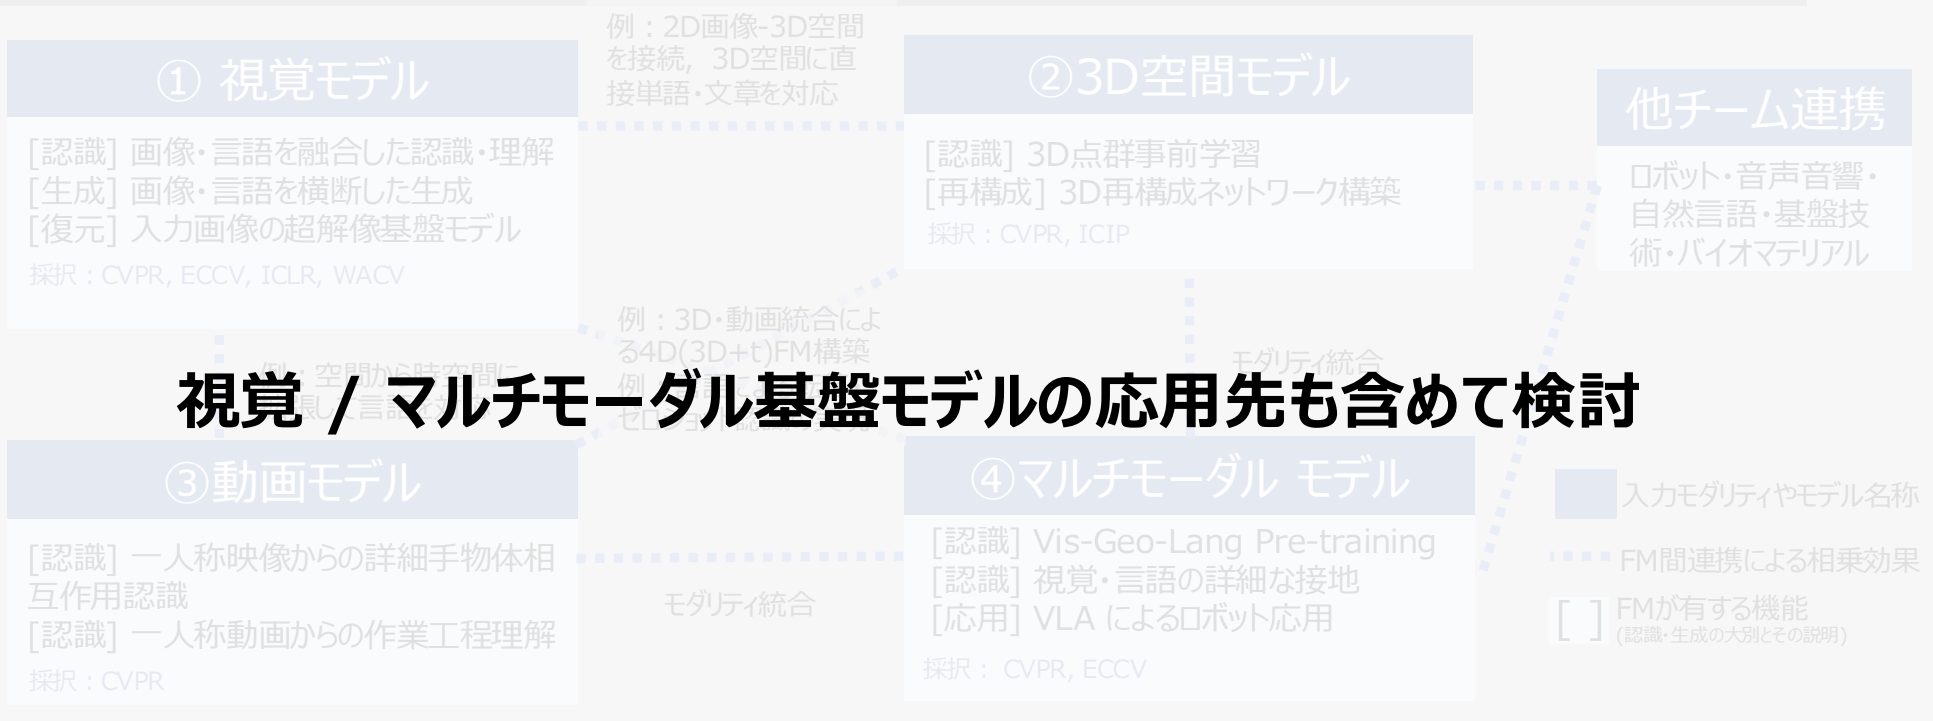 ① 視覚モデル
[認識] 画像・言語を融合した認識・理解
[生成] 画像・言語を横断した生成
[復元] 入力画像の超解像基盤モデル
採択：CVPR, ECCV, ICLR, WACV
例：2D画像-3D空間
を接続，3D空間に直
接単語・文章を対応
②3D空間モデル
[認識] 3D点群事前学習
[再構成] 3D再構成ネットワーク構築
採択：CVPR, ICIP
他チーム連携
ロボット・音声音響・
自然言語・基盤技
術・バイオマテリアル
例：3D・動画統合によ
る4D(3D+t)FM構築
例：空間から時空間に
モダリティ統合
視覚 / マルチモーダル基盤モデルの応用先も含めて検討
③動画モデル
[認識] 一人称映像からの詳細手物体相
互作用認識
[認識] 一人称動画からの作業工程理解
採択：CVPR
モダリティ統合
④マルチモーダル モデル
[認識] Vis-Geo-Lang Pre-training
[認識] 視覚・言語の詳細な接地
[応用] VLA によるロボット応用
採択： CVPR, ECCV
入力モダリティやモデル名称
FM間連携による相乗効果
[ ] FMが有する機能
(認識・生成の大別とその説明)